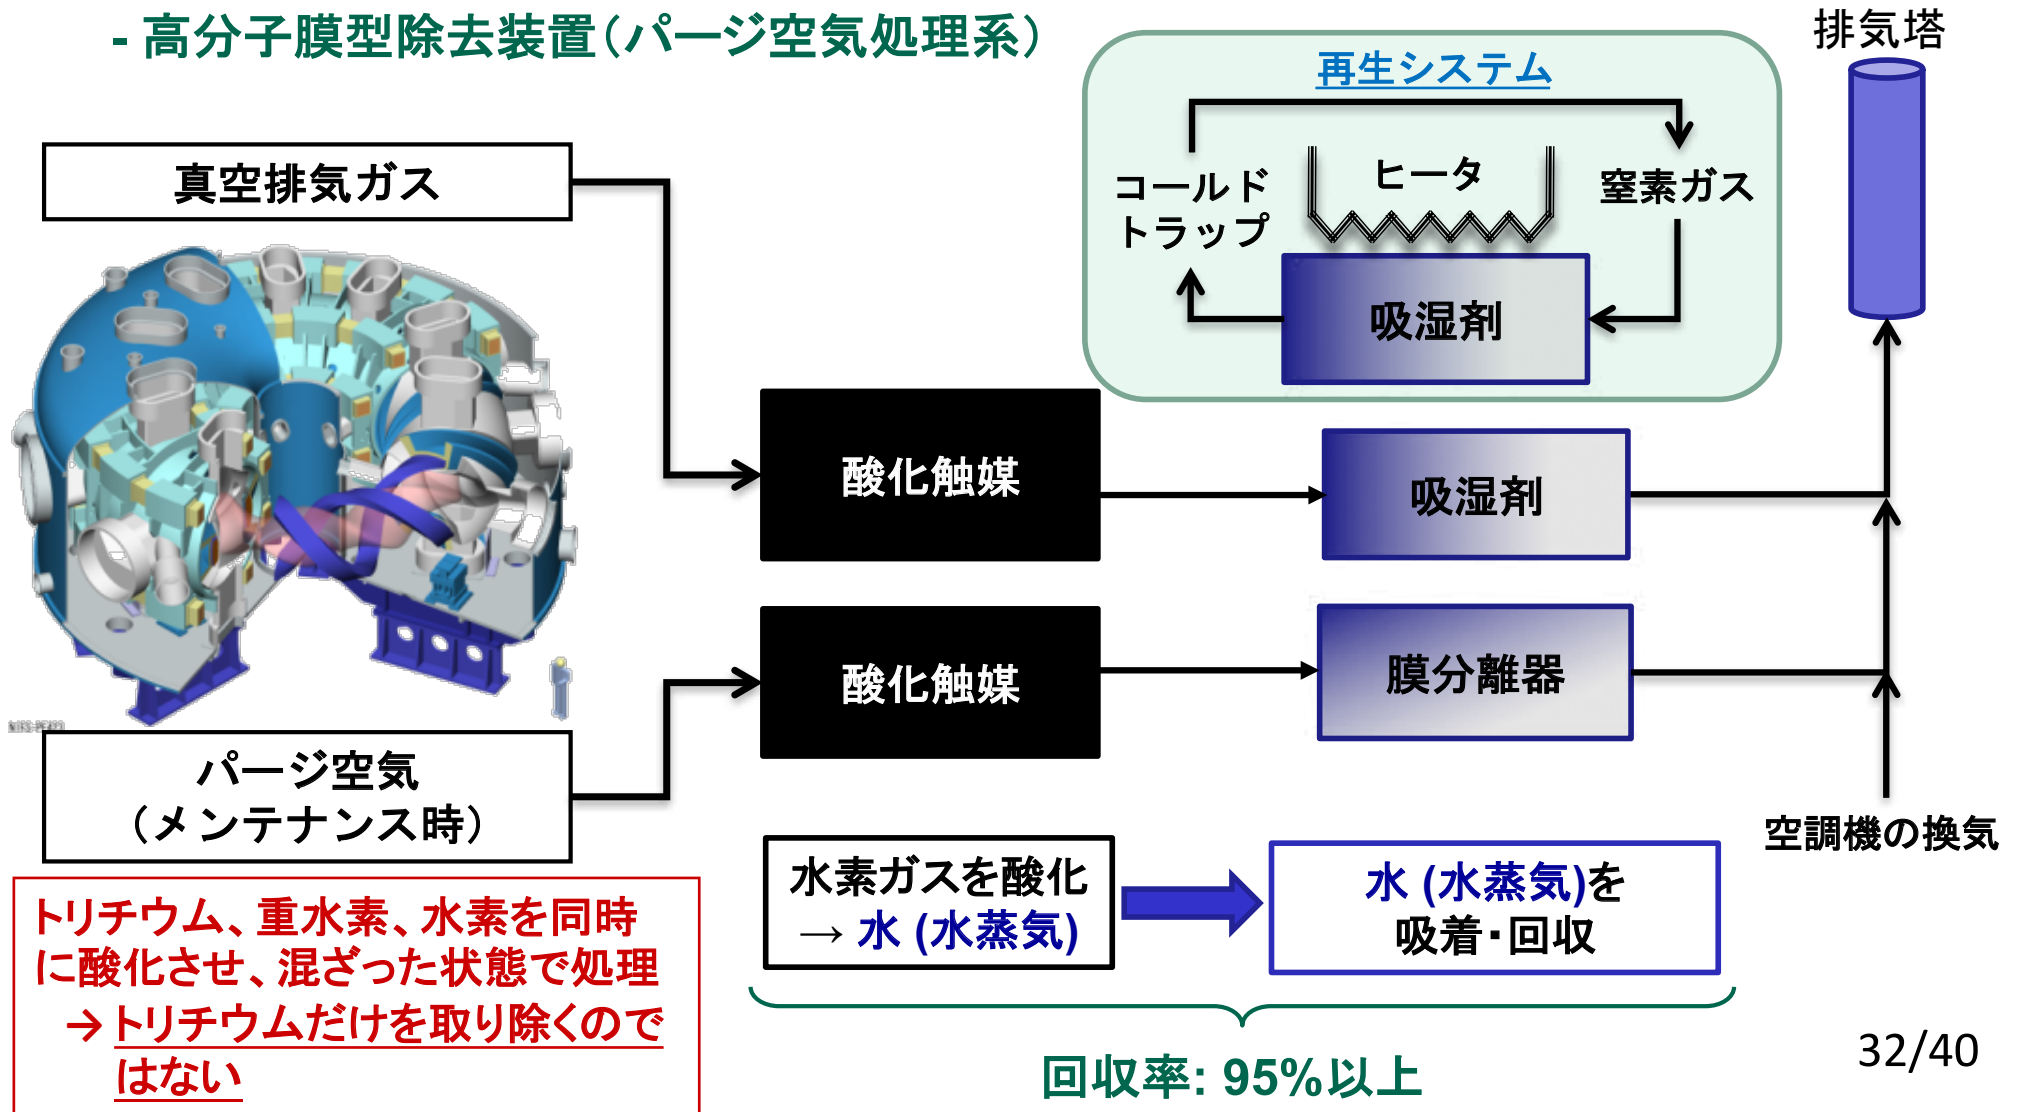 - 高分子膜型除去装置（パージ空気処理系）
排気塔
再生システム
真空排気ガス
コールド
トラップ
ヒータ
窒素ガス
吸湿剤
酸化触媒
吸湿剤
酸化触媒
膜分離器
パージ空気
（メンテナンス時）
空調機の換気
水素ガスを酸化
→ 水 (水蒸気)
水 (水蒸気)を
吸着・回収
トリチウム、重水素、水素を同時
に酸化させ、混ざった状態で処理
→トリチウムだけを取り除くので
はない
回収率: 95%以上
32/40